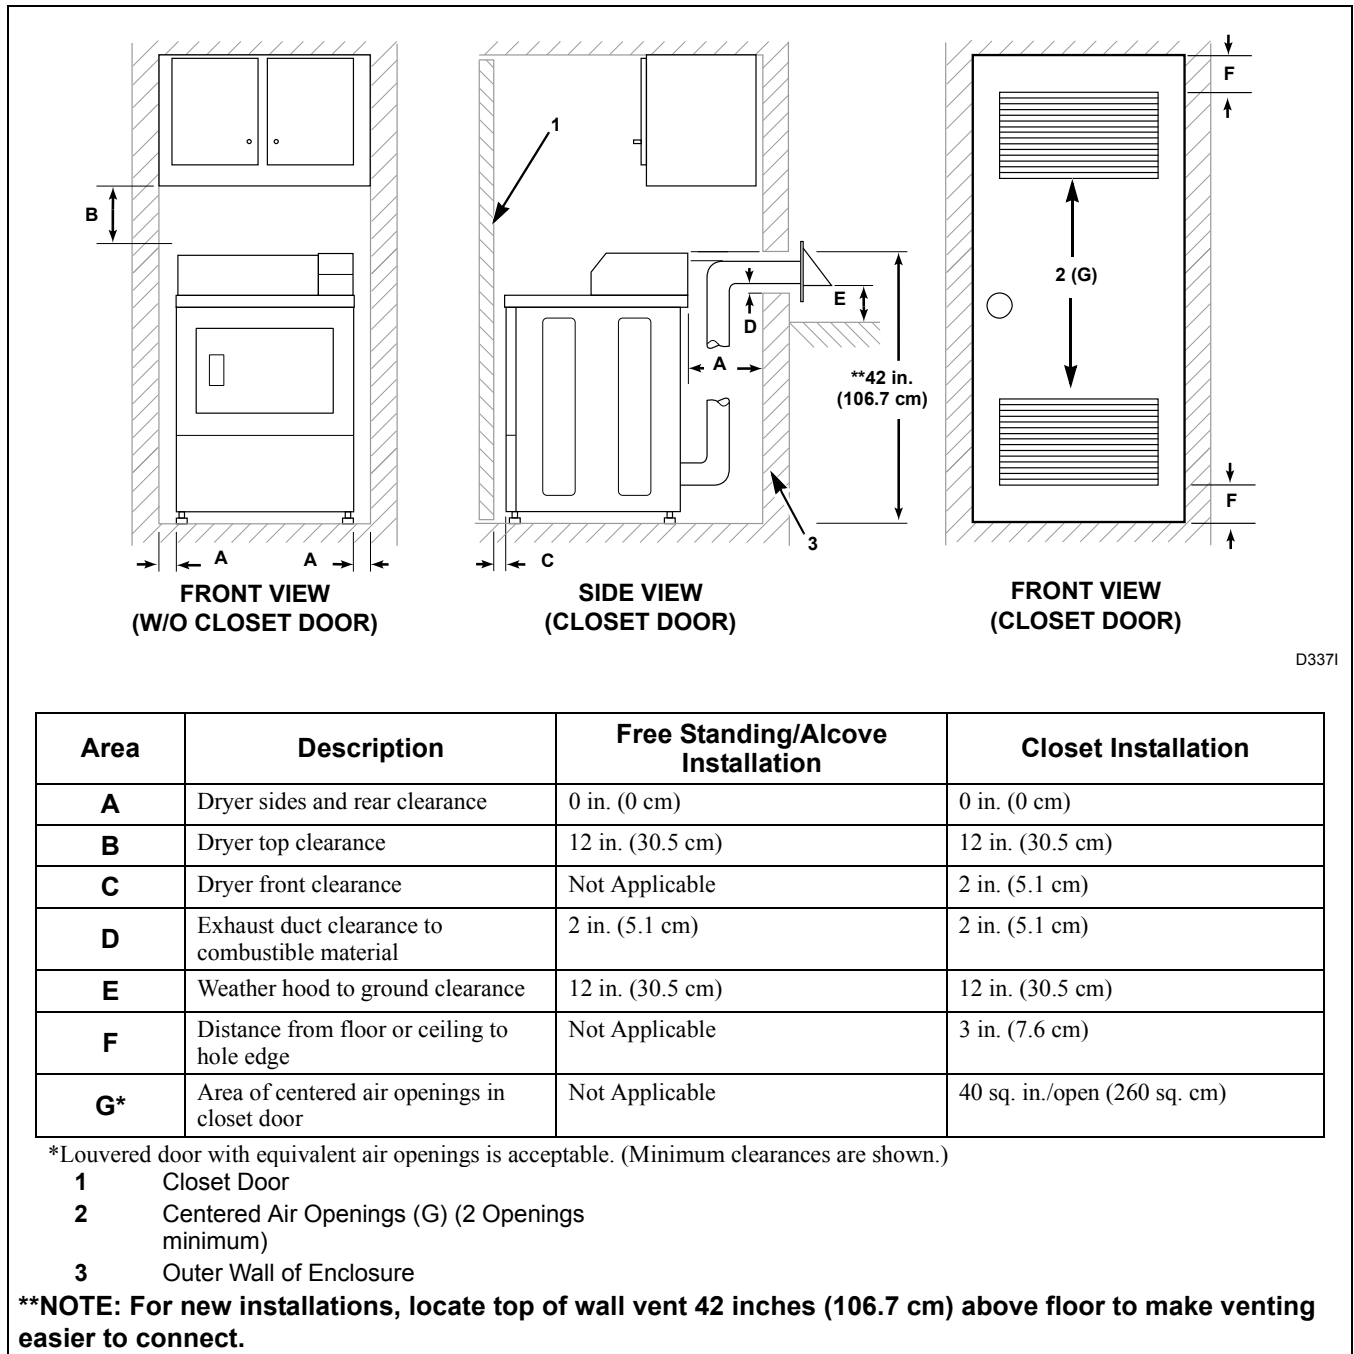 B
A
A
FRONT VIEW
(W/O CLOSET DOOR)
1
E
D
A
**42 in.
(106.7 cm)
3
C
SIDE VIEW
(CLOSET DOOR)
F
2 (G)
F
FRONT VIEW
(CLOSET DOOR)
D337I
Area Description Free Standing/Alcove Installation Closet Installation
A Dryer sides and rear clearance 0 in. (0 cm) 0 in. (0 cm)
B Dryer top clearance 12 in. (30.5 cm) 12 in. (30.5 cm)
C Dryer front clearance Not Applicable 2 in. (5.1 cm)
D Exhaust duct clearance to combustible material 2 in. (5.1 cm) 2 in. (5.1 cm)
E Weather hood to ground clearance 12 in. (30.5 cm) 12 in. (30.5 cm)
F Distance from floor or ceiling to hole edge Not Applicable 3 in. (7.6 cm)
G* Area of centered air openings in closet door Not Applicable 40 sq. in./open (260 sq. cm)
*Louvered door with equivalent air openings is acceptable. (Minimum clearances are shown.)
1 Closet Door
2 Centered Air Openings (G) (2 Openings
minimum)
3 Outer Wall of Enclosure
**NOTE: For new installations, locate top of wall vent 42 inches (106.7 cm) above floor to make venting
easier to connect.